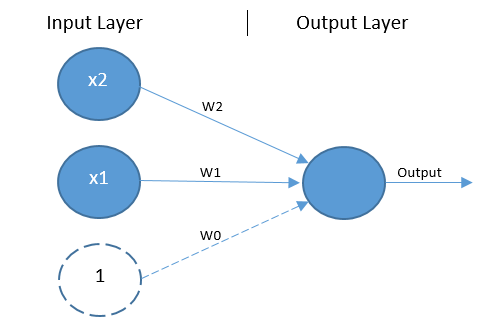 Input Layer | Output Layer
x2
W2
x1
W1
Output
W0
1